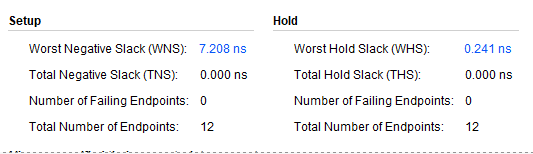 Setup
Worst Negative Slack (WNS): 7.208 ns
Total Negative Slack (TNS): 0.000 ns
Number of Failing Endpoints: 0
Total Number of Endpoints: 12
Hold
Worst Hold Slack (WHS): 0.241 ns
Total Hold Slack (THS): 0.000 ns
Number of Failing Endpoints: 0
Total Number of Endpoints: 12